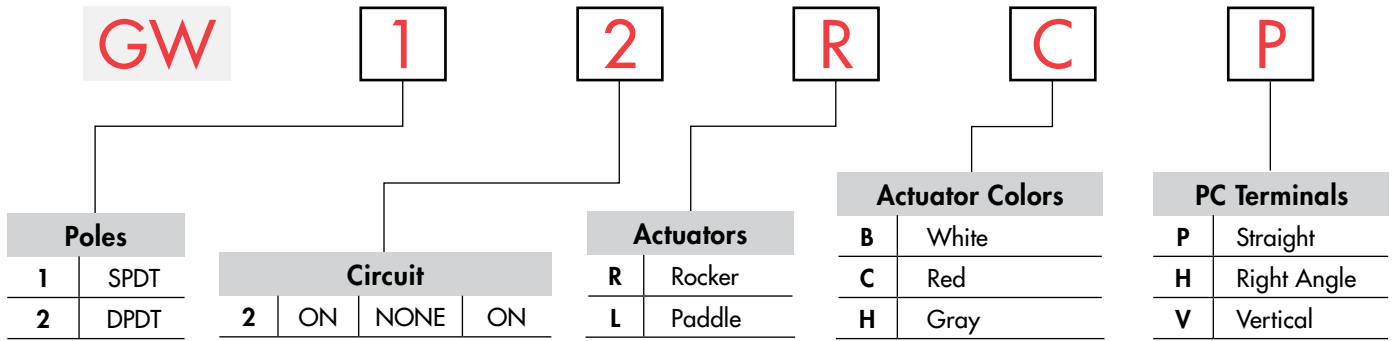 GW 1 2 R C P
Poles
1 SPDT
2 DPDT
Circuit
2 ON NONE ON
Actuators
R Rocker
L Paddle
Actuator Colors
B White
C Red
H Gray
PC Terminals
P Straight
H Right Angle
V Vertical